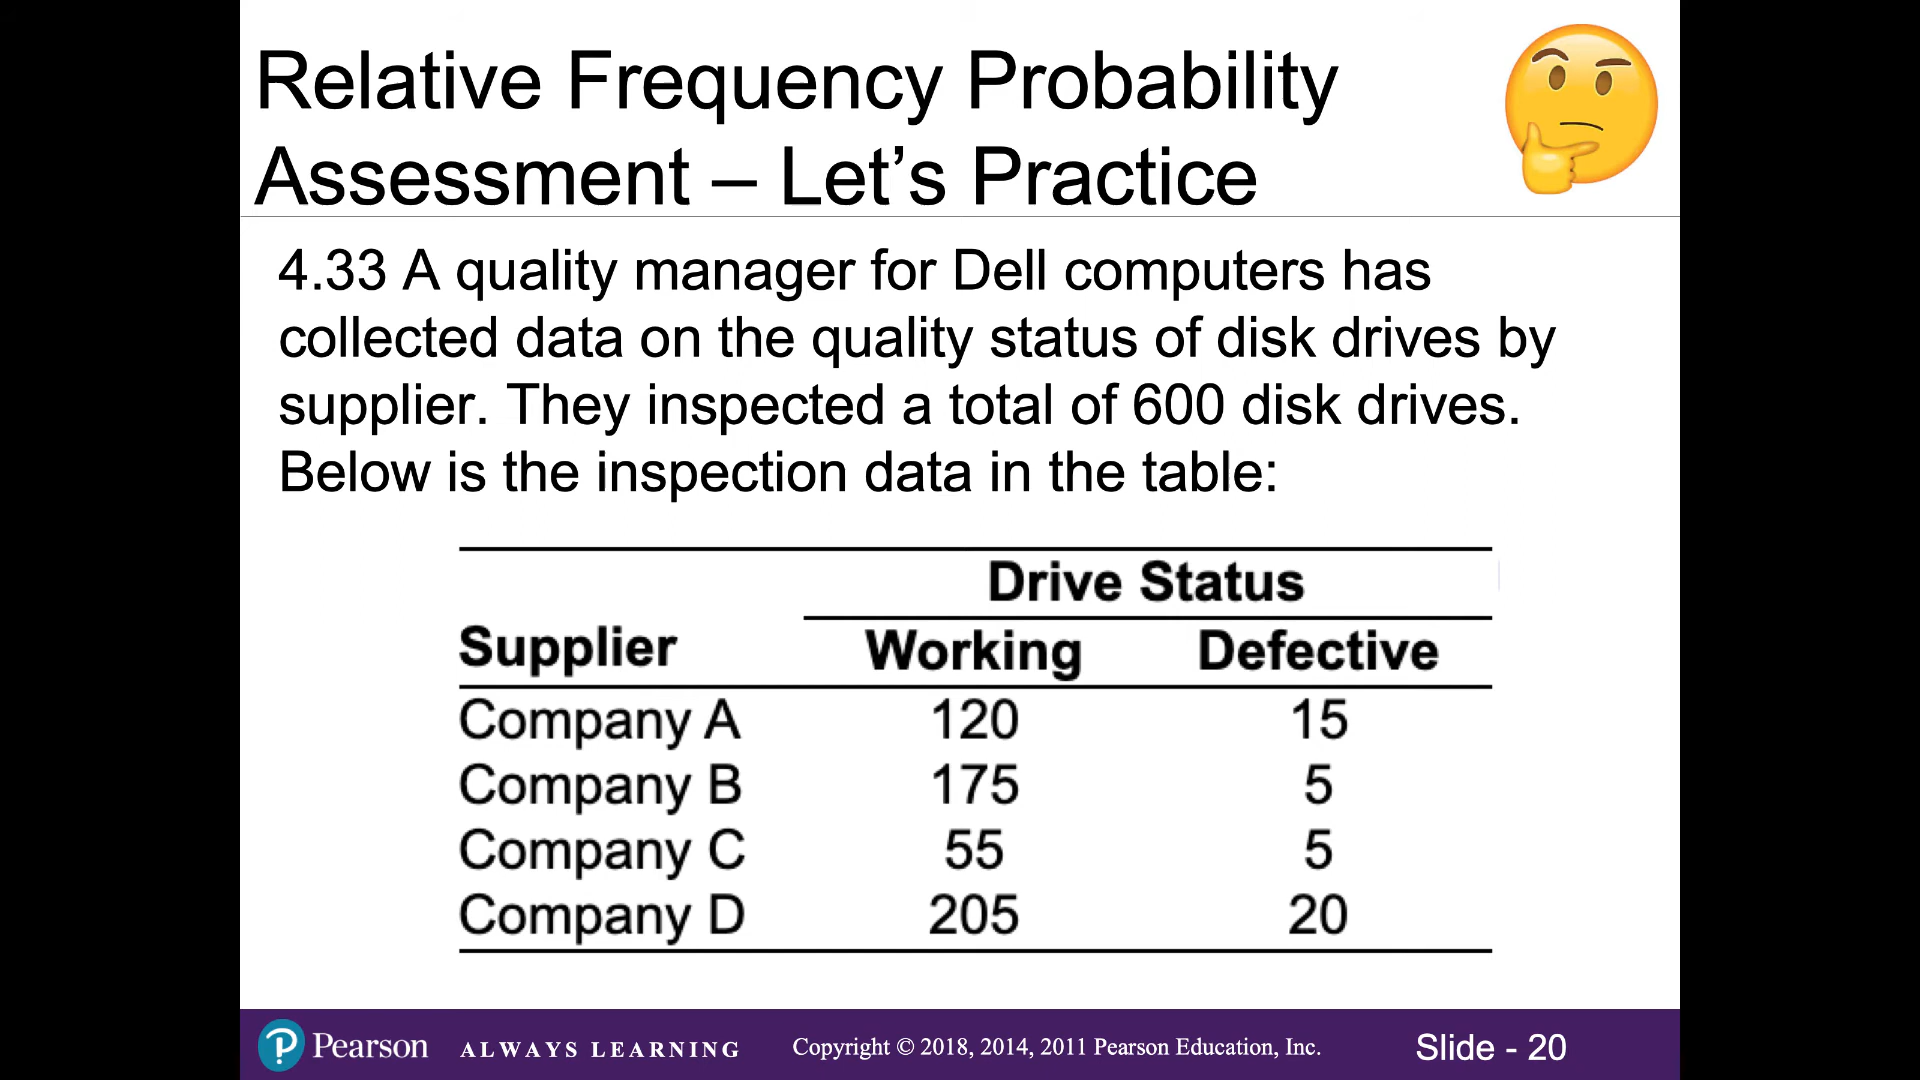 Relative Frequency Probability
Assessment – Let’s Practice
4.33 A quality manager for Dell computers has
collected data on the quality status of disk drives by
supplier. They inspected a total of 600 disk drives.
Below is the inspection data in the table:
Drive Status
Supplier Working Defective
Company A 120 15
Company B 175 5
Company C 55 5
Company D 205 20
Pearson ALWAYS LEARNING Copyright © 2018, 2014, 2011 Pearson Education, Inc. Slide - 20